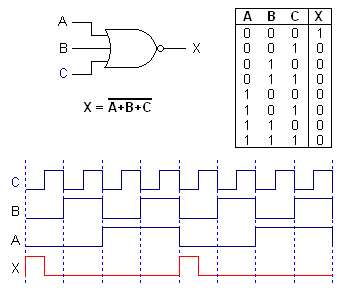 A
B
C
X
X = A+B+C
A B C X
0 0 0 1
0 0 1 0
0 1 0 0
0 1 1 0
1 0 0 0
1 0 1 0
1 1 0 0
1 1 1 0
C
B
A
X